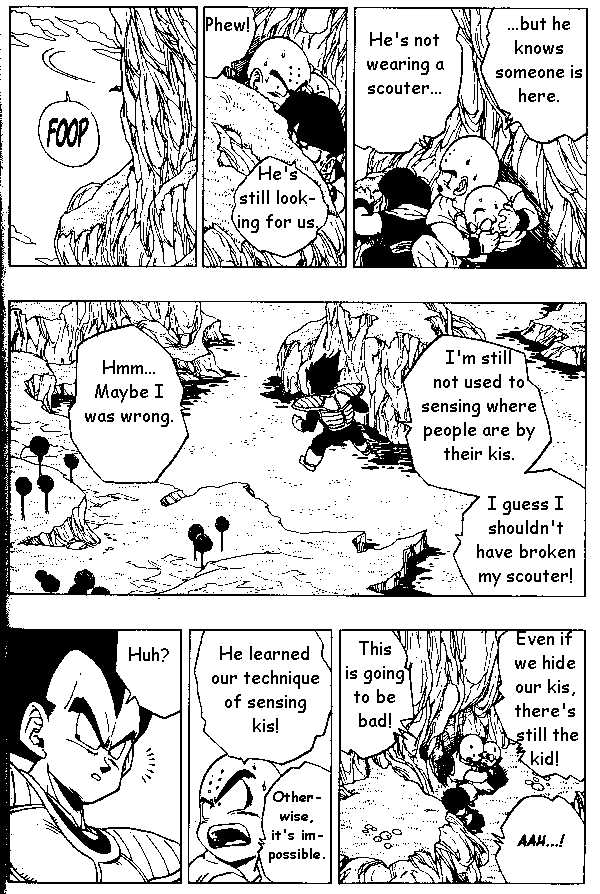 FOOP
Phew!
He's
still look-
ing for us
He's not
wearing a
scouter...
...but he
knows
someone is
here.
Hmm...
Maybe I
was wrong.
I'm still
not used to
sensing where
people are by
their kis.
I guess I
shouldn't
have broken
my scouter!
Huh?
He learned
our technique
of sensing
kis!
Other-
wise,
it's im-
possible.
This
is going
to be
bad!
Even if
we hide
our kis,
there's
still the
kid!
AAH...!